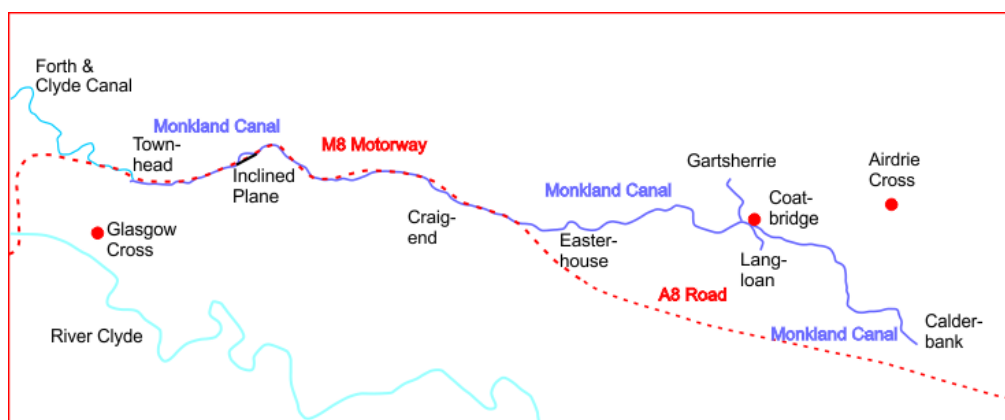 Forth &
Clyde Canal
Monkland Canal
Town-
head
M8 Motorway
Inclined
Plane
Gartsherrie
Airdrie
Cross
Monkland Canal
Coat-
bridge
Craig-
end
Glasgow
Cross
Easter-
house
Lang-
loan
A8 Road
River Clyde
Monkland Canal
Calder-
bank